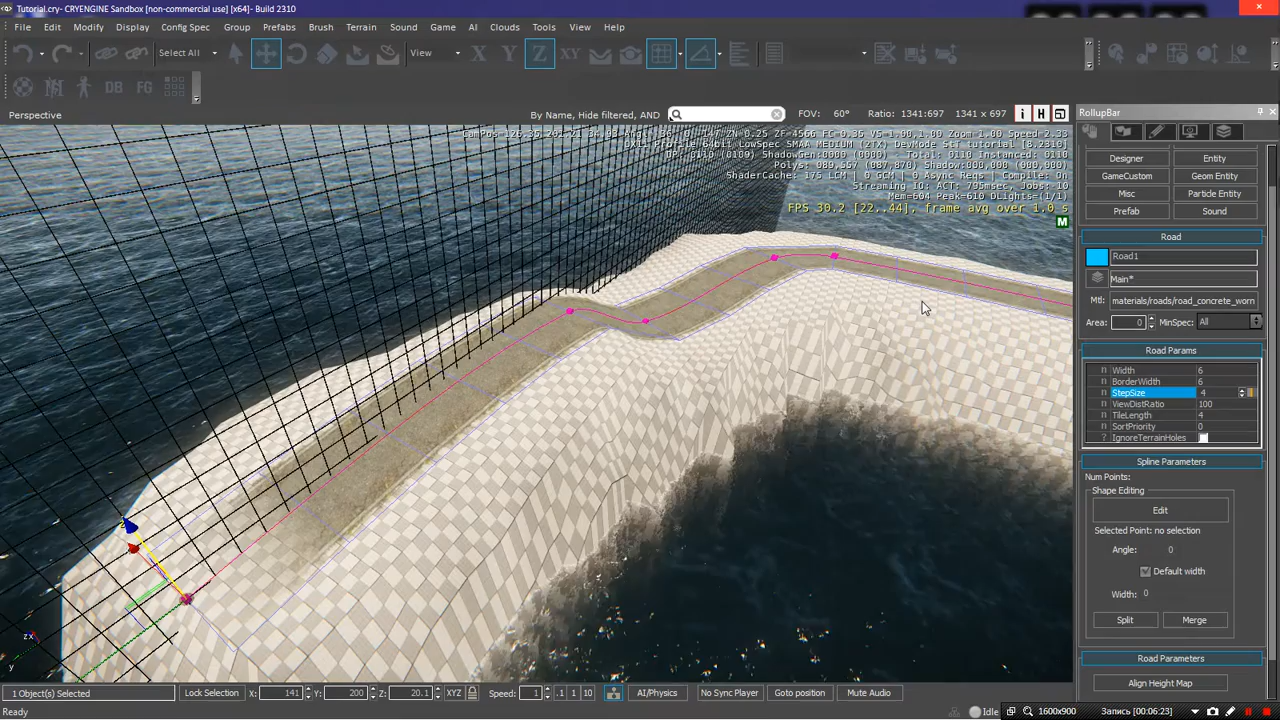 Tutorial.cry- CRYENGINE Sandbox [non-commercial use] [x64]- Build 2310
File Edit Modify Display Config Spec Group Prefabs Brush Terrain Sound Game AI Clouds Tools View Help
Select All View X Y Z XY
DB FG
Perspective By Name, Hide filtered, AND FOV: 60° Ratio: 1341:697 1341 x 697 i H
RollupBar
FPS 30.2 [22..44], frame avg over 1.0 s
M
Designer Entity
GameCustom Geom Entity
Misc Particle Entity
Prefab Sound
Road
Road1
Main*
Mtl: materials/roads/road_concrete_worn
Area: 0 MinSpec: All
Road Params
Width 6
BorderWidth 6
StepSize 4
ViewDistRatio 100
TileLength 4
SortPriority 0
IgnoreTerrainHoles
Spline Parameters
Num Points:
Shape Editing
Edit
Selected Point: no selection
Angle: 0
Default width
Width: 0
Split Merge
Road Parameters
Align Height Map
zx
y
1 Object(s) Selected Lock Selection X: 141 Y: 200 Z: 20.1 XYZ Speed: 1 .1 1 10 AI/Physics No Sync Player Goto position Mute Audio
Ready Idle 1600x900 Запись [00:06:23]